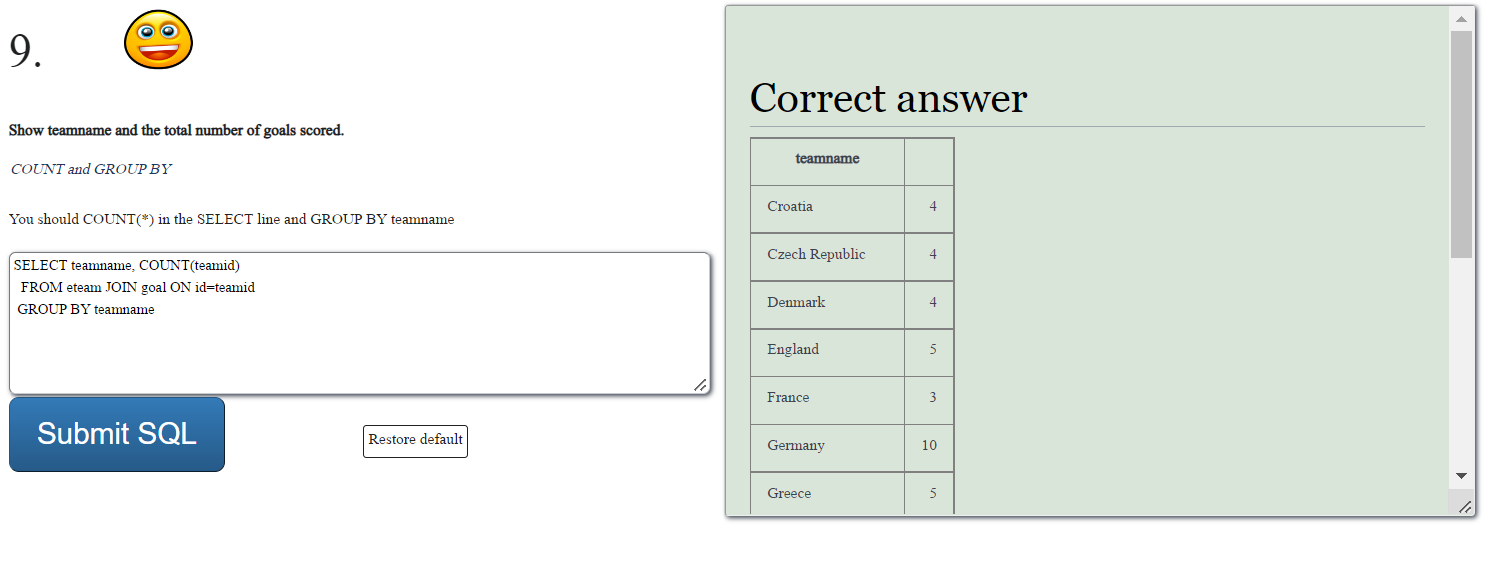 9.
Show teamname and the total number of goals scored.
COUNT and GROUP BY
You should COUNT(*) in the SELECT line and GROUP BY teamname
SELECT teamname, COUNT(teamid)
FROM eteam JOIN goal ON id=teamid
GROUP BY teamname
Submit SQL
Restore default
Correct answer
teamname
Croatia 4
Czech Republic 4
Denmark 4
England 5
France 3
Germany 10
Greece 5